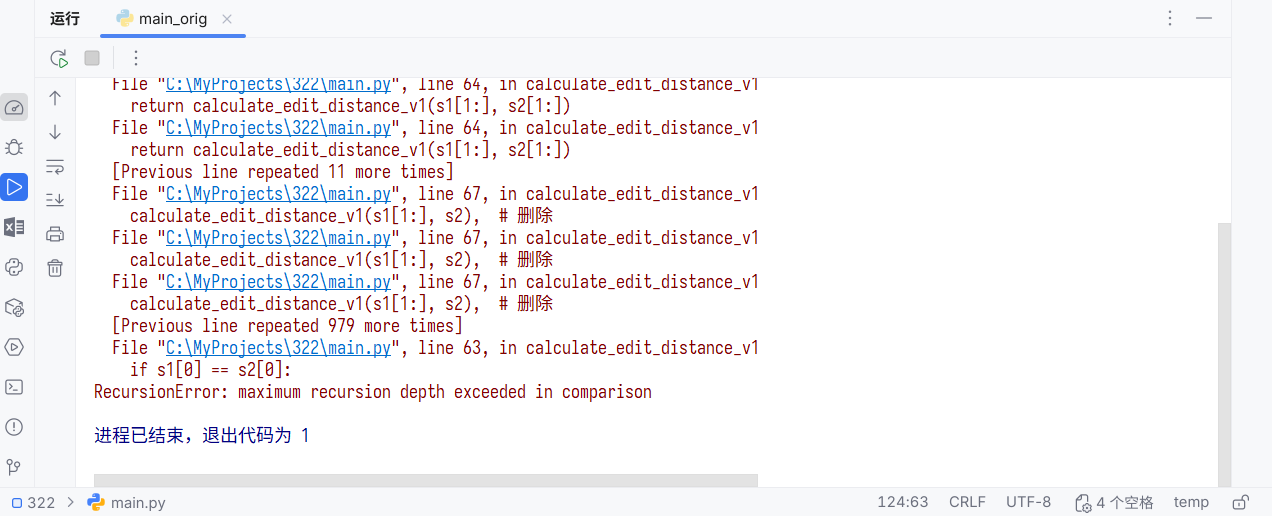 运行 main_orig
File "C:\MyProjects\322\main.py", line 64, in calculate_edit_distance_v1
return calculate_edit_distance_v1(s1[1:], s2[1:])
File "C:\MyProjects\322\main.py", line 64, in calculate_edit_distance_v1
return calculate_edit_distance_v1(s1[1:], s2[1:])
[Previous line repeated 11 more times]
File "C:\MyProjects\322\main.py", line 67, in calculate_edit_distance_v1
calculate_edit_distance_v1(s1[1:], s2),  # 删除
File "C:\MyProjects\322\main.py", line 67, in calculate_edit_distance_v1
calculate_edit_distance_v1(s1[1:], s2),  # 删除
File "C:\MyProjects\322\main.py", line 67, in calculate_edit_distance_v1
calculate_edit_distance_v1(s1[1:], s2),  # 删除
[Previous line repeated 979 more times]
File "C:\MyProjects\322\main.py", line 63, in calculate_edit_distance_v1
if s1[0] == s2[0]:
RecursionError: maximum recursion depth exceeded in comparison
进程已结束，退出代码为 1
322 main.py 124:63 CRLF UTF-8 4 个空格 temp